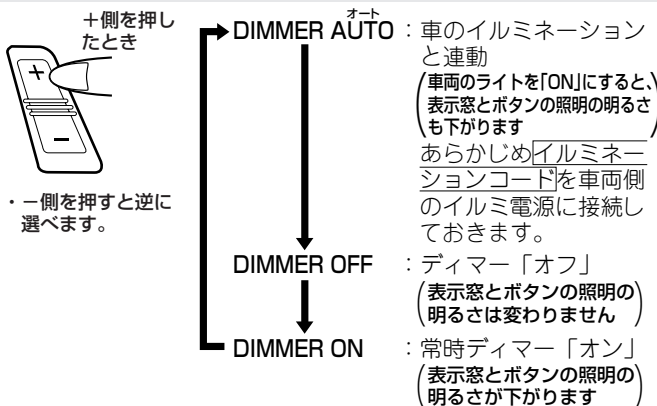 ＋側を押し
たとき
＋
－
・－側を押すと逆に
選べます。
オート
DIMMER AUTO：車のイルミネーション
と連動
(車両のライトを「ON」にすると、
表示窓とボタンの照明の明るさ
も下がります)
あらかじめイルミネー
ションコードを車両側
のイルミ電源に接続し
ておきます。
DIMMER OFF：ディマー「オフ」
(表示窓とボタンの照明の
明るさは変わりません)
DIMMER ON：常時ディマー「オン」
(表示窓とボタンの照明の
明るさが下がります)